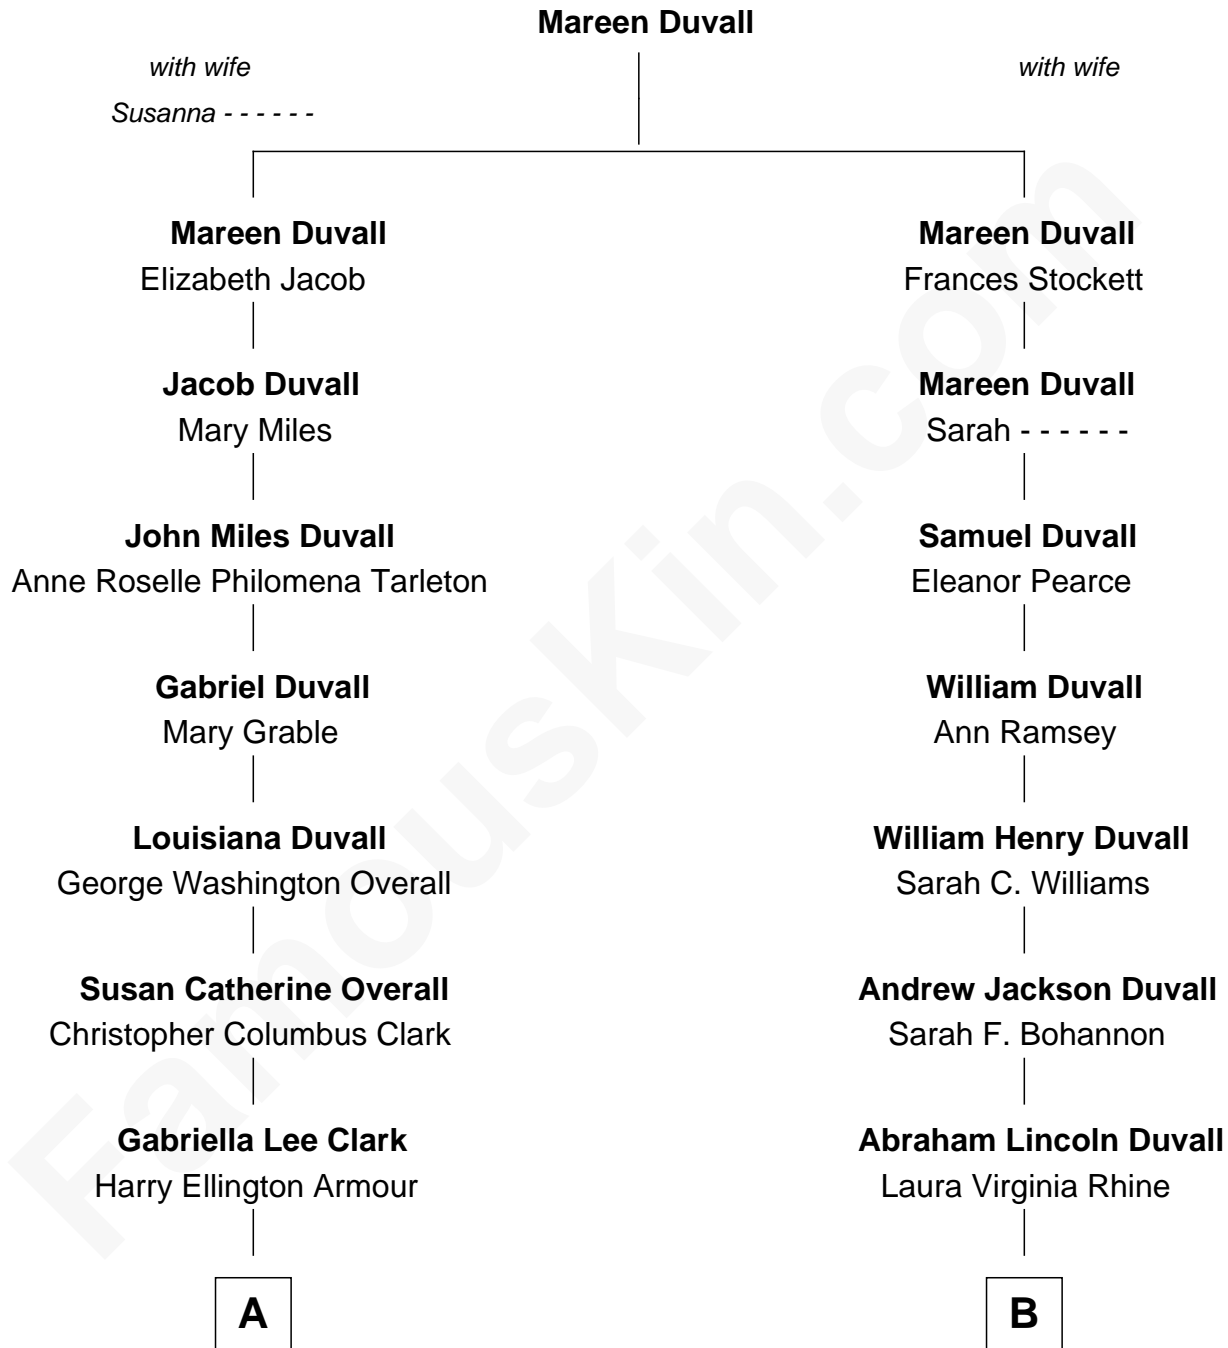 Mareen Duvall
with wife
with wife
Susanna - - - - - -
Mareen Duvall
Mareen Duvall
Elizabeth Jacob
Frances Stockett
Jacob Duvall
Mareen Duvall
Mary Miles
Sarah - - - - - -
John Miles Duvall
Samuel Duvall
Anne Roselle Philomena Tarleton
Eleanor Pearce
Gabriel Duvall
William Duvall
Mary Grable
Ann Ramsey
Louisiana Duvall
William Henry Duvall
George Washington Overall
Sarah C. Williams
Susan Catherine Overall
Andrew Jackson Duvall
Christopher Columbus Clark
Sarah F. Bohannon
Gabriella Lee Clark
Abraham Lincoln Duvall
Harry Ellington Armour
Laura Virginia Rhine
A
B
FamousKin.com